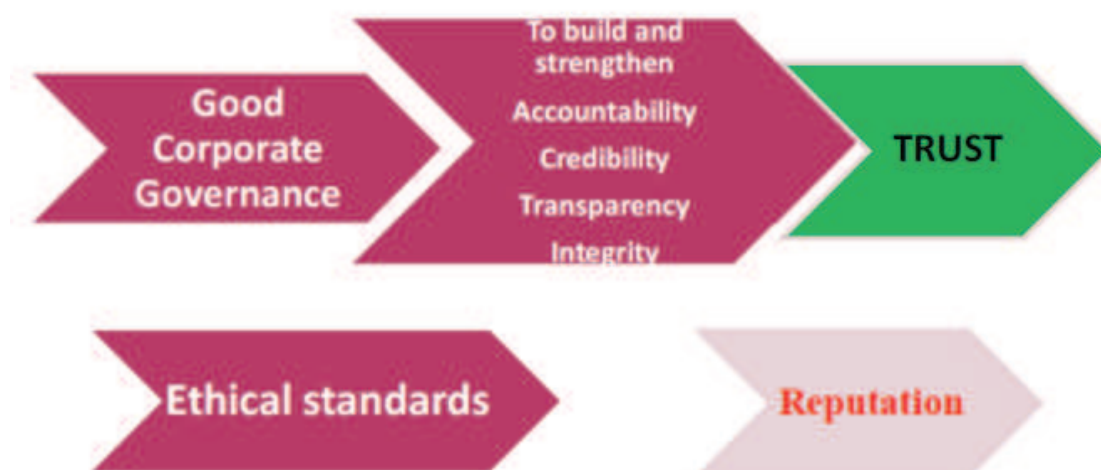 Good
Corporate
Governance
To build and
strengthen
Accountability
Credibility
Transparency
Integrity
TRUST
Ethical standards
Reputation